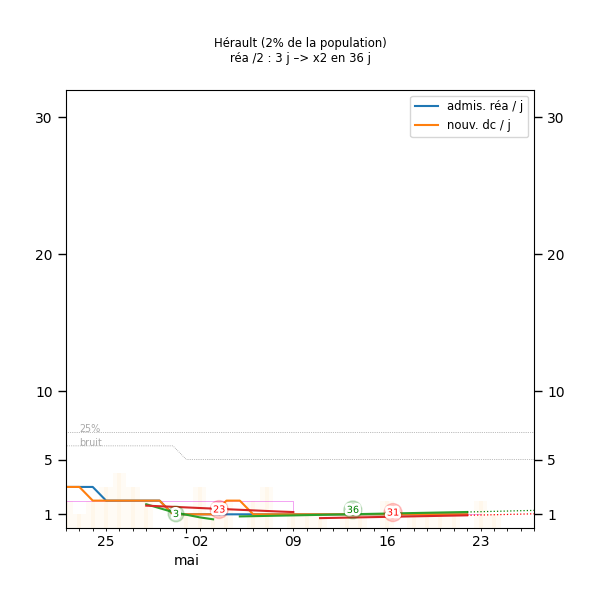 Hérault (2% de la population)
réa /2 : 3 j –> x2 en 36 j
admis. réa / j
nouv. dc / j
30 30
20 20
10 10
25%
bruit
5 5
3 23 36 31
1 1
25 - 02 09 16 23
mai